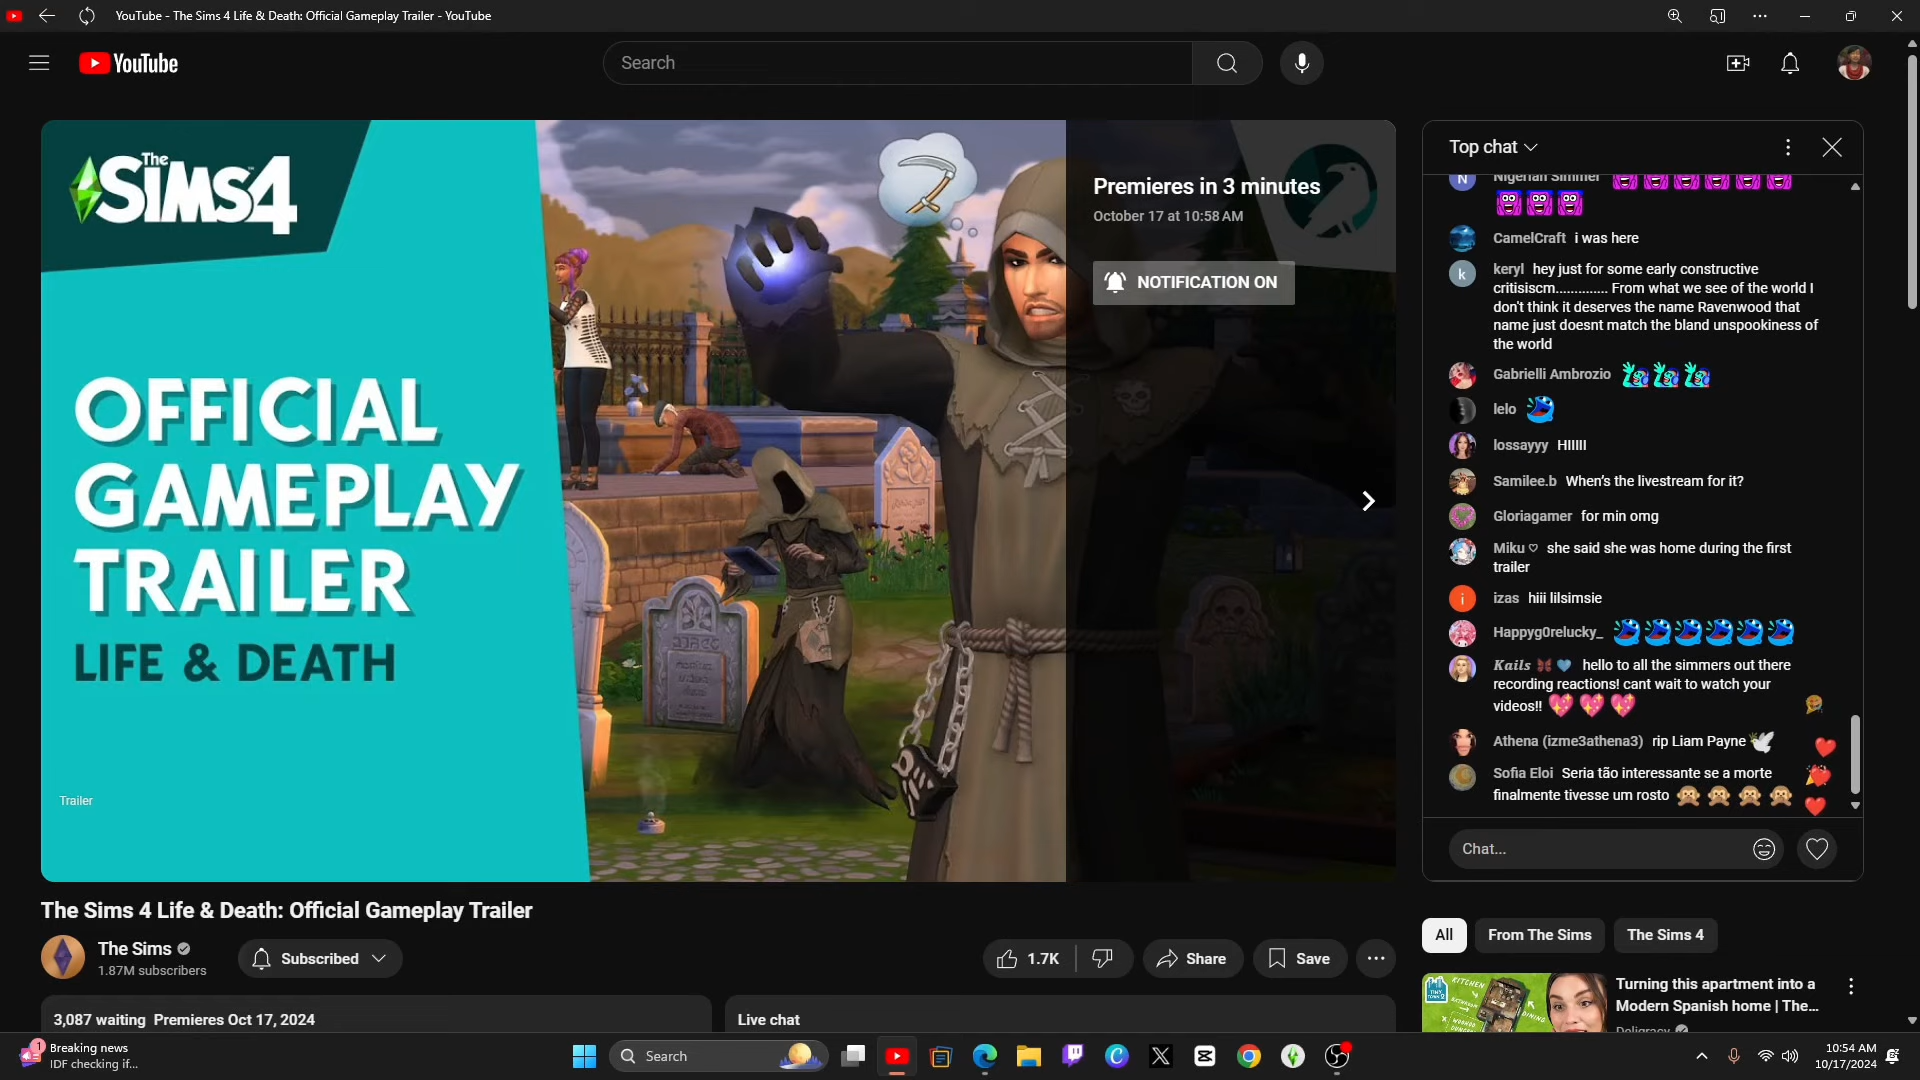 YouTube - The Sims 4 Life & Death: Official Gameplay Trailer - YouTube
YouTube
Search
The
SiMS4
OFFICIAL
GAMEPLAY
TRAILER
LIFE & DEATH
Trailer
Premieres in 3 minutes
October 17 at 10:58 AM
NOTIFICATION ON
Top chat
N Nigerian Simmer
CamelCraft i was here
k keryl hey just for some early constructive
critisiscm.............. From what we see of the world I
don't think it deserves the name Ravenwood that
name just doesnt match the bland unspookiness of
the world
Gabrielli Ambrozio
lelo
lossayyy HIIIII
Samilee.b When's the livestream for it?
Gloriagamer for min omg
Miku ♡ she said she was home during the first
trailer
i izas hiii lilsimsie
Happyg0relucky_
Kails 🦋 💙 hello to all the simmers out there
recording reactions! cant wait to watch your
videos!! 💖 💖 💖
Athena (izme3athena3) rip Liam Payne 🕊
Sofia Eloi Seria tão interessante se a morte
finalmente tivesse um rosto 🙊 🙊 🙊 🙊
Chat...
The Sims 4 Life & Death: Official Gameplay Trailer
The Sims
1.87M subscribers
Subscribed
1.7K
Share
Save
3,087 waiting Premieres Oct 17, 2024
Live chat
All
From The Sims
The Sims 4
KITCHEN
DINING
Turning this apartment into a
Modern Spanish home | The...
Deligracy
1
Breaking news
IDF checking if...
Search
10:54 AM
10/17/2024